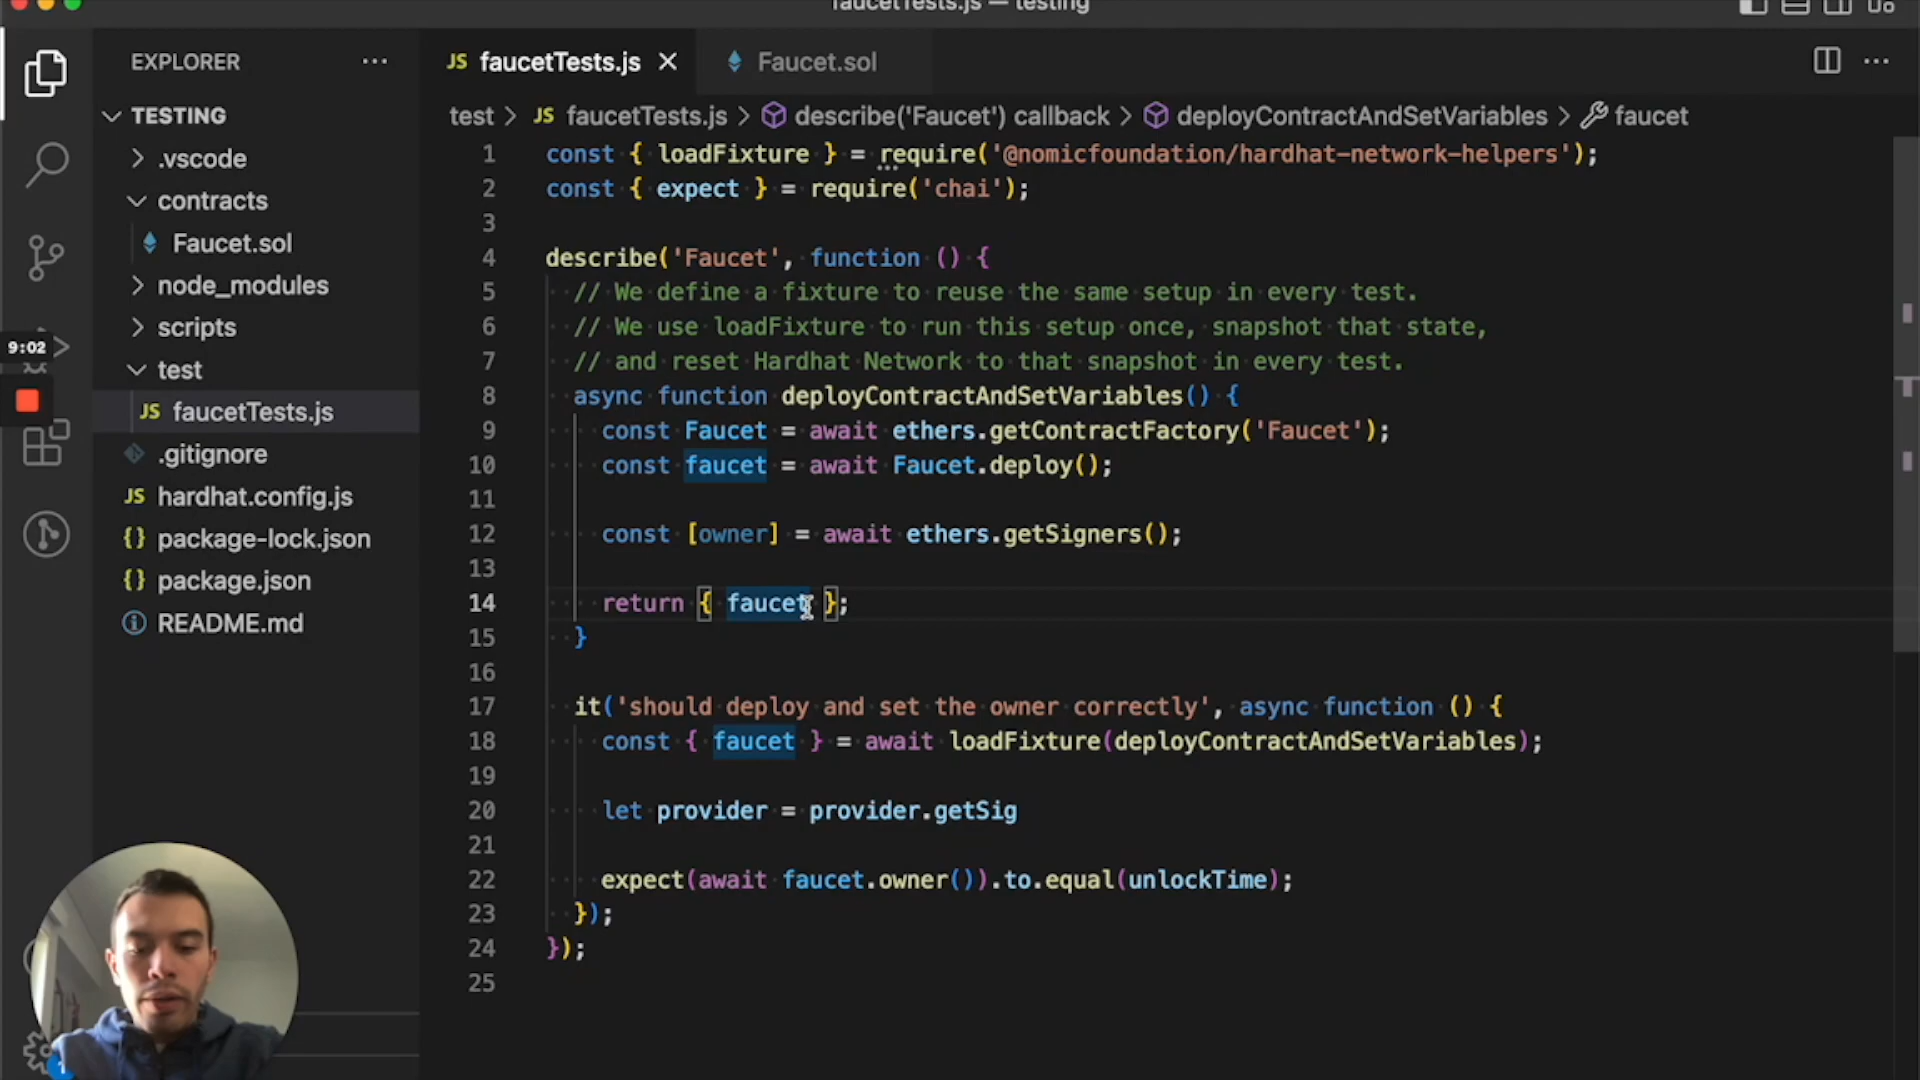 faucetTests.js — testing
EXPLORER
TESTING
.vscode
contracts
Faucet.sol
node_modules
scripts
9:02
test
JS faucetTests.js
.gitignore
JS hardhat.config.js
{} package-lock.json
{} package.json
README.md
JS faucetTests.js
Faucet.sol
test > JS faucetTests.js > describe('Faucet') callback > deployContractAndSetVariables > faucet
1 const { loadFixture } = require('@nomicfoundation/hardhat-network-helpers');
2 const { expect } = require('chai');
3
4 describe('Faucet', function () {
5 // We define a fixture to reuse the same setup in every test.
6 // We use loadFixture to run this setup once, snapshot that state,
7 // and reset Hardhat Network to that snapshot in every test.
8 async function deployContractAndSetVariables() {
9 const Faucet = await ethers.getContractFactory('Faucet');
10 const faucet = await Faucet.deploy();
11
12 const [owner] = await ethers.getSigners();
13
14 return { faucet };
15 }
16
17 it('should deploy and set the owner correctly', async function () {
18 const { faucet } = await loadFixture(deployContractAndSetVariables);
19
20 let provider = provider.getSig
21
22 expect(await faucet.owner()).to.equal(unlockTime);
23 });
24 });
25
1